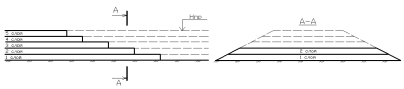 А
Нпр
А-А
5 слой
4 слой
3 слой
2 слой
1 слой
2 слой
1 слой
А